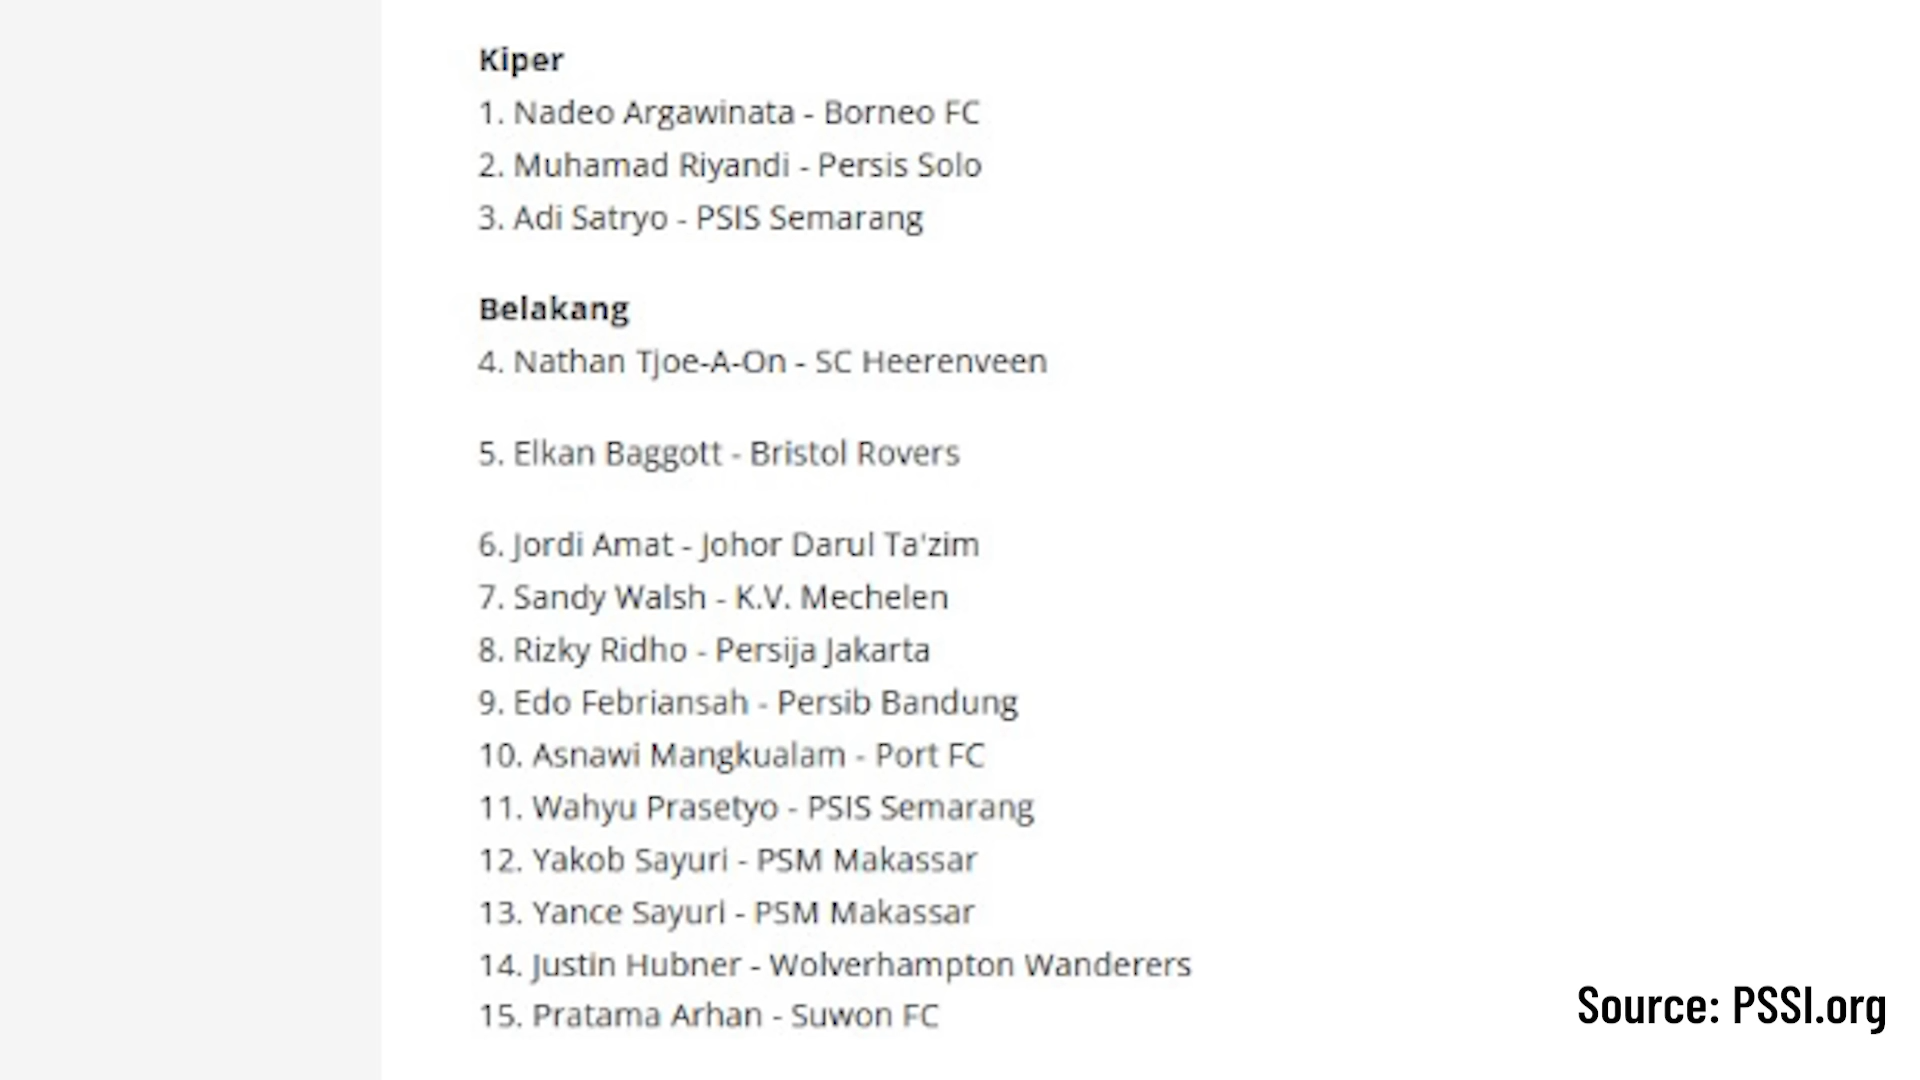 Kiper
1. Nadeo Argawinata - Borneo FC
2. Muhamad Riyandi - Persis Solo
3. Adi Satryo - PSIS Semarang
Belakang
4. Nathan Tjoe-A-On - SC Heerenveen
5. Elkan Baggott - Bristol Rovers
6. Jordi Amat - Johor Darul Ta'zim
7. Sandy Walsh - K.V. Mechelen
8. Rizky Ridho - Persija Jakarta
9. Edo Febriansah - Persib Bandung
10. Asnawi Mangkualam - Port FC
11. Wahyu Prasetyo - PSIS Semarang
12. Yakob Sayuri - PSM Makassar
13. Yance Sayuri - PSM Makassar
14. Justin Hubner - Wolverhampton Wanderers
15. Pratama Arhan - Suwon FC
Source: PSSI.org